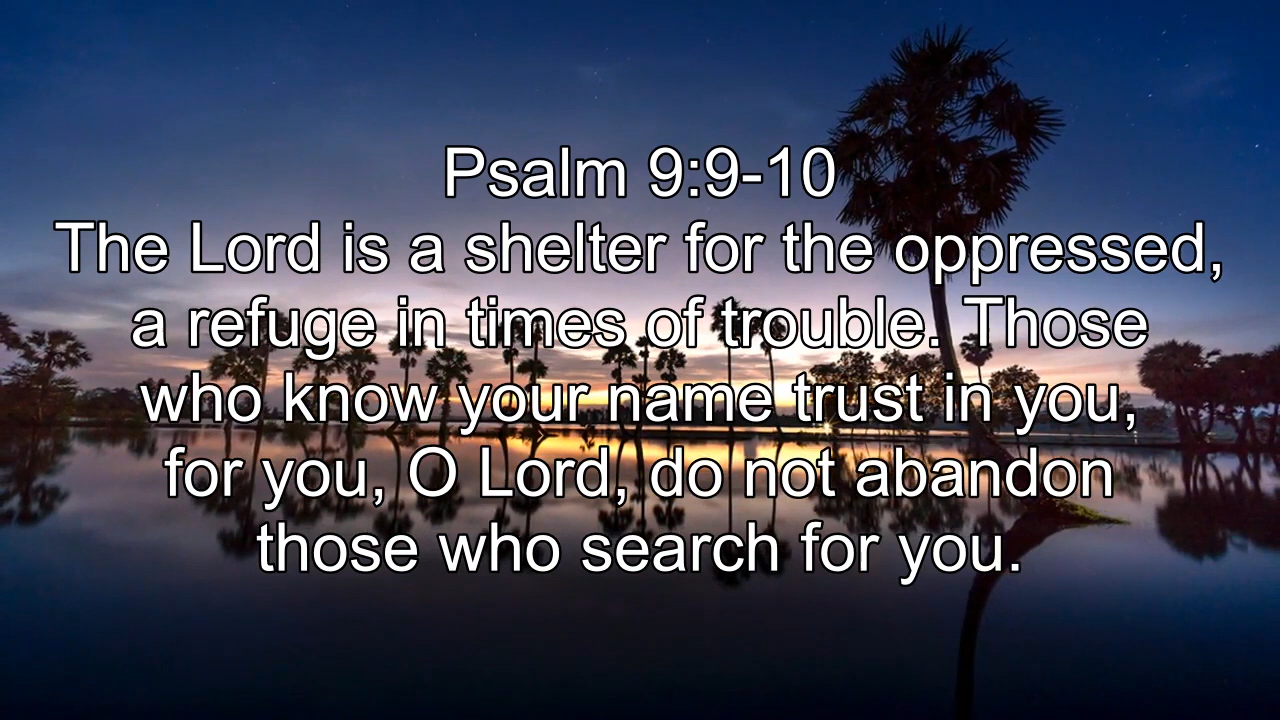 Psalm 9:9-10
The Lord is a shelter for the oppressed,
a refuge in times of trouble. Those
who know your name trust in you,
for you, O Lord, do not abandon
those who search for you.